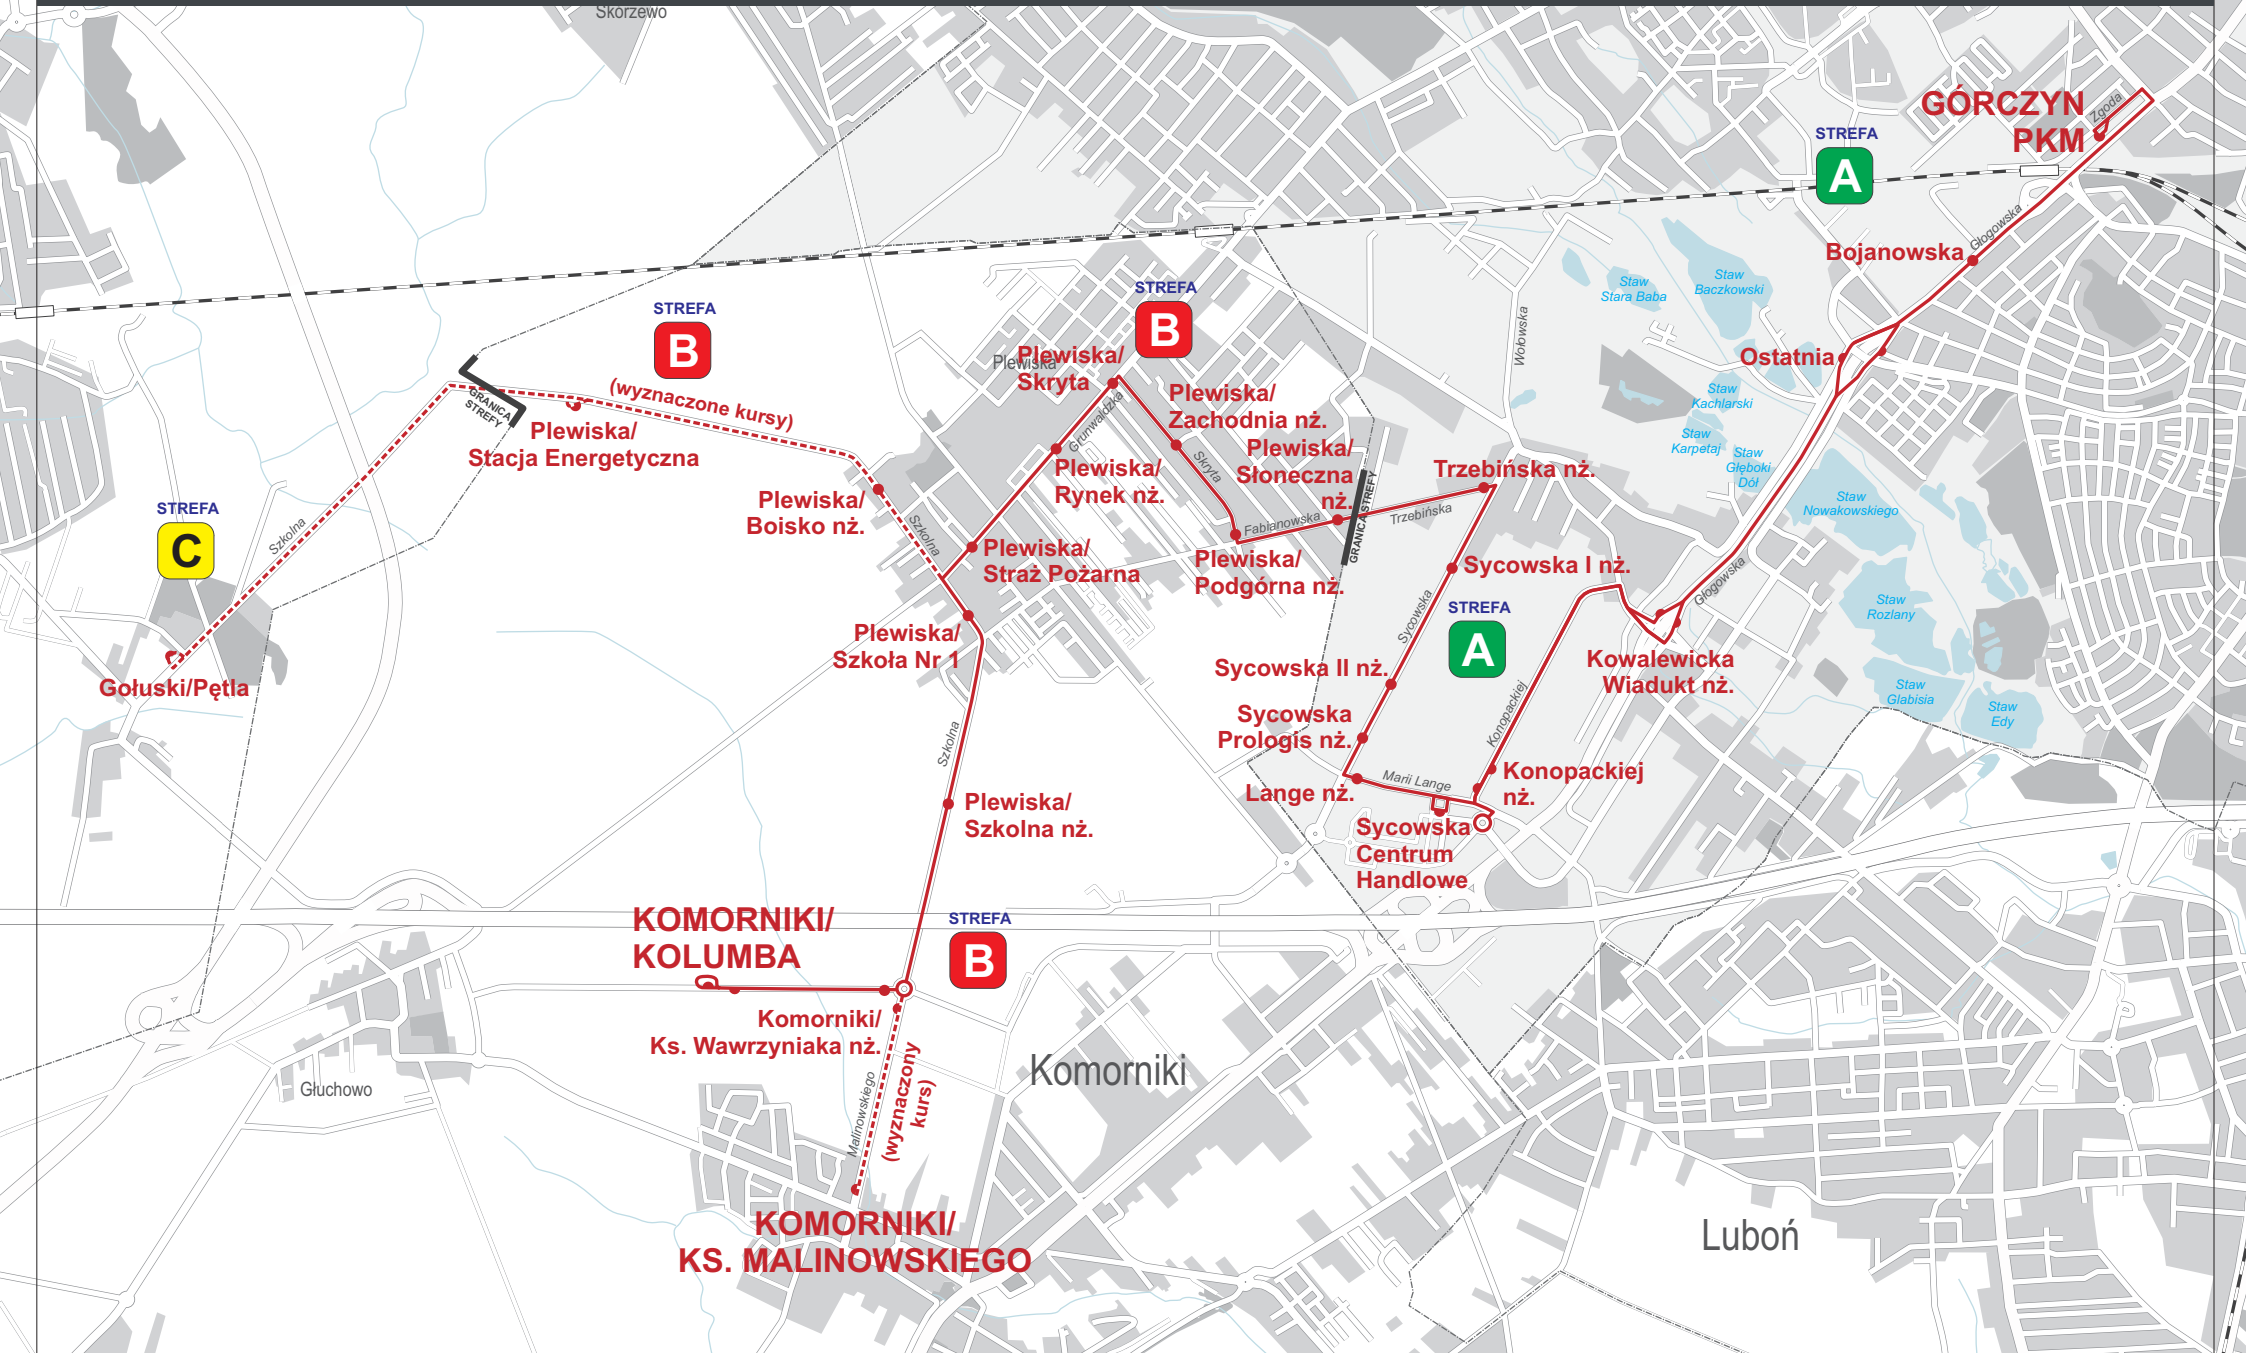 Skórzewo
GÓRCZYN
PKM
Zgoda
STREFA
A
Głogowska
Bojanowska
Staw
Stara Baba
Staw
Baczkowski
Ostatnia
Staw
Kachlarski
Staw
Karpetaj
Staw
Głęboki
Dół
Staw
Nowakowskiego
Staw
Rozlany
Staw
Glabisia
Staw
Edy
Wołowska
STREFA
B
STREFA
B
(wyznaczone kursy)
GRANICA
STREFY
Plewiska/
Stacja Energetyczna
Plewiska
Plewiska/
Skryta
Grunwaldzka
Plewiska/
Zachodnia nż.
Skryta
Plewiska/
Słoneczna
nż.
Plewiska/
Rynek nż.
Trzebińska nż.
Fabianowska
GRANICA STREFY
Trzebińska
Plewiska/
Boisko nż.
Szkolna
Plewiska/
Straż Pożarna
Plewiska/
Podgórna nż.
STREFA
C
Szkolna
Gołuski/Pętla
Plewiska/
Szkoła Nr 1
Sycowska I nż.
Sycowska
STREFA
A
Głogowska
Kowalewicka
Wiadukt nż.
Sycowska II nż.
Sycowska
Prologis nż.
Konopackiej
Konopackiej
nż.
Lange nż.
Marii Lange
Sycowska
Centrum
Handlowe
Szkolna
Plewiska/
Szkolna nż.
KOMORNIKI/
KOLUMBA
STREFA
B
Komorniki/
Ks. Wawrzyniaka nż.
Malinowskiego
(wyznaczony
kurs)
Komorniki
Głuchowo
KOMORNIKI/
KS. MALINOWSKIEGO
Luboń